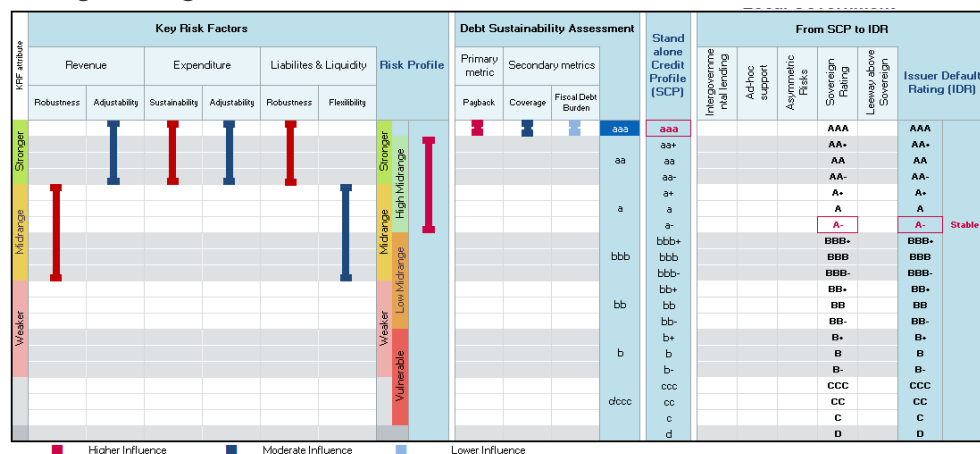 Key Risk Factors
Debt Sustainability Assessment
Stand alone Credit Profile (SCP)
From SCP to IDR
KRF attribute
Revenue
Expenditure
Liabilites & Liquidity
Risk Profile
Primary metric
Secondary metrics
Intergovernme ntal lending
Ad-hoc support
Asymmetric Risks
Sovereign Rating
Leeway above Sovereign
Issuer Default Rating (IDR)
Robustness
Adjustability
Sustainability
Adjustability
Robustness
Flexilibility
Payback
Coverage
Fiscal Debt Burden
Stronger
Midrange
Weaker
Stronger
Midrange
Weaker
High Midrange
Low Midrange
Vulnerable
aaa aaa AAA AAA
aa+ AA+ AA+
aa aa AA AA
aa- AA- AA-
a+ A+ A+
a a A A
a- A- A- Stable
bbb+ BBB+ BBB+
bbb bbb BBB BBB
bbb- BBB- BBB-
bb+ BB+ BB+
bb bb BB BB
bb- BB- BB-
b+ B+ B+
b b B B
b- B- B-
ccc CCC CCC
c/ccc cc CC CC
c C C
d D D
Higher Influence
Moderate Influence
Lower Influence